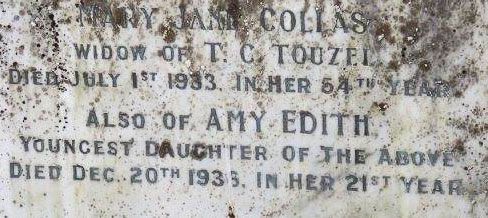 MARY JANE COLLAS
WIDOW OF T. C. TOUZEL
DIED JULY 1ST 1933. IN HER 54TH YEAR.
ALSO OF AMY EDITH
YOUNGEST DAUGHTER OF THE ABOVE
DIED DEC. 20TH 1933. IN HER 21ST YEAR